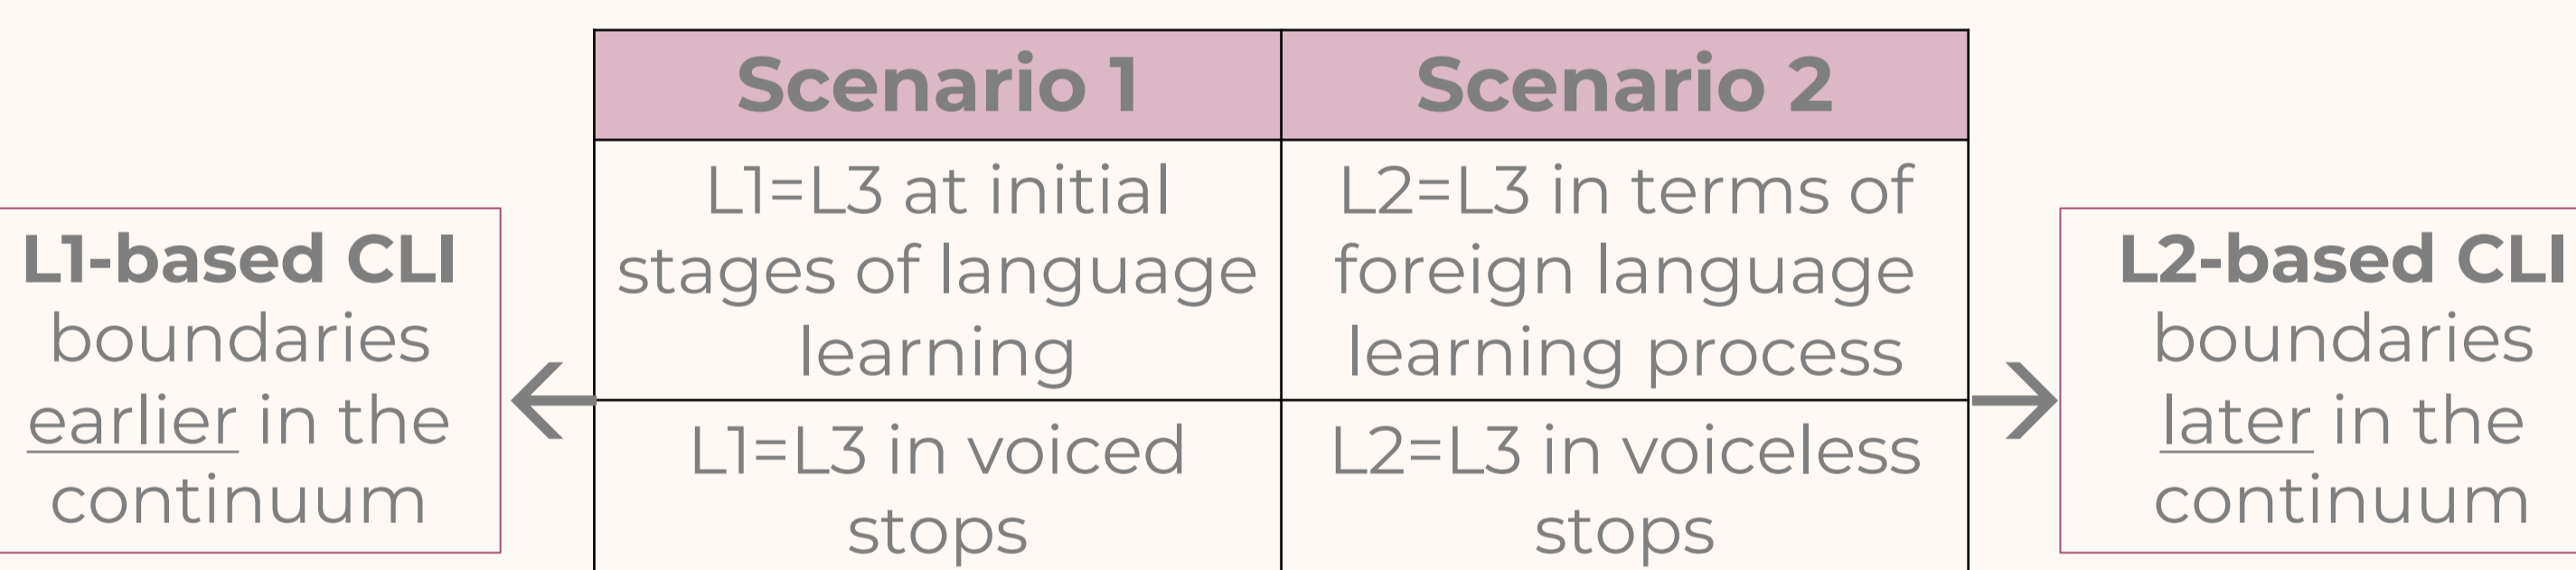 Scenario 1
Scenario 2
L1=L3 at initial
stages of language
learning
L2=L3 in terms of
foreign language
learning process
L1=L3 in voiced
stops
L2=L3 in voiceless
stops
L1-based CLI
boundaries
earlier in the
continuum
L2-based CLI
boundaries
later in the
continuum